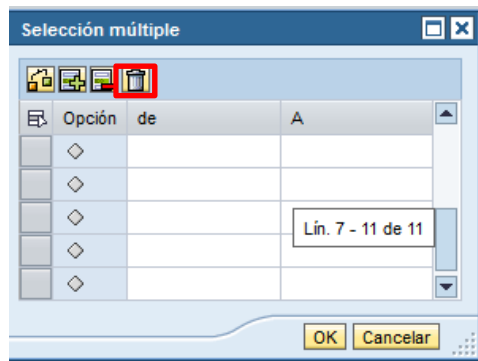 Selección múltiple
Opción de A
Lín. 7 - 11 de 11
OK Cancelar